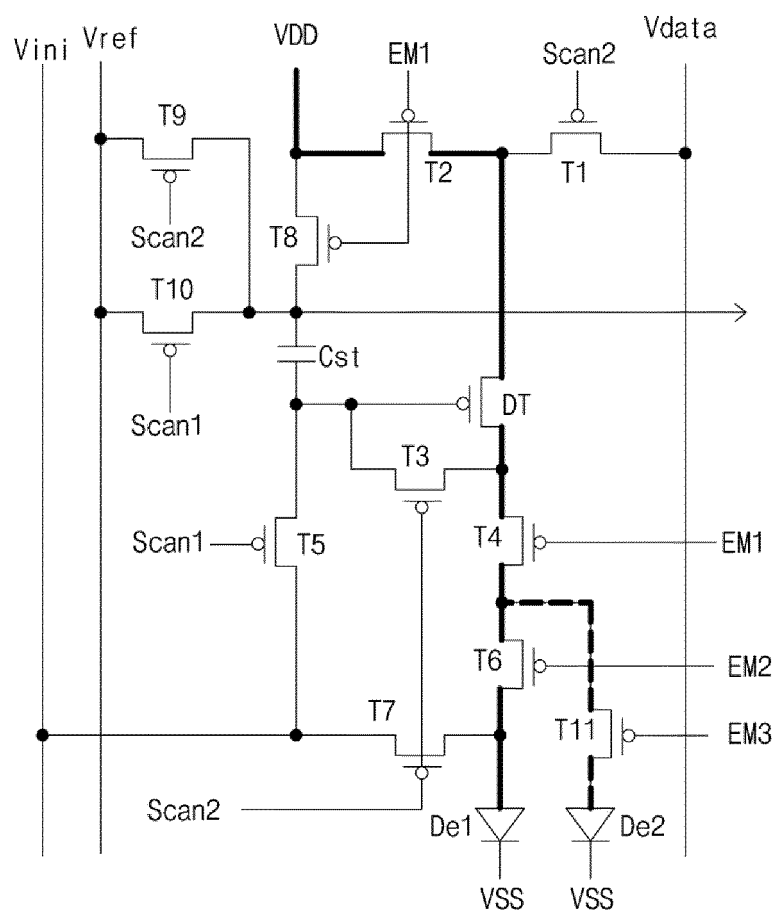 Vini
Vref
VDD
EM1
Scan2
Vdata
T9
T2
T1
Scan2
T8
T10
Cst
DT
Scan1
T3
Scan1
T5
T4
EM1
T6
EM2
T7
T11
EM3
Scan2
De1
De2
VSS
VSS